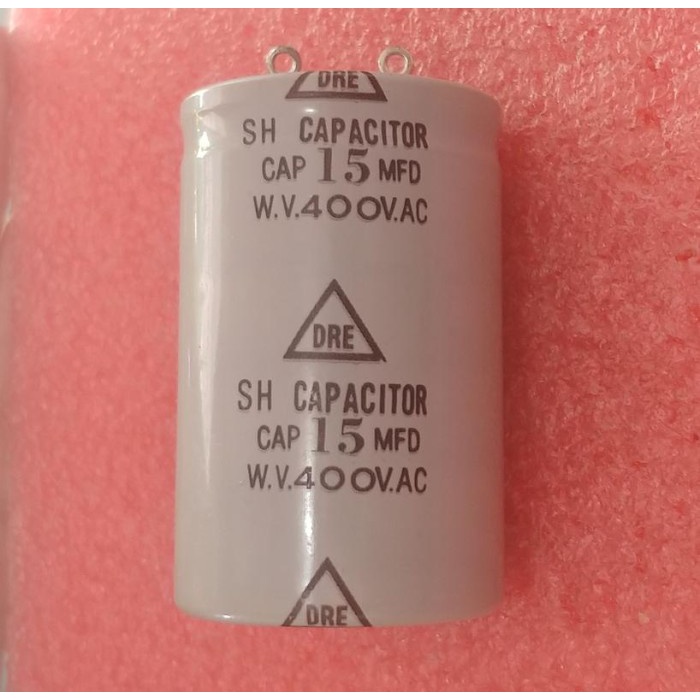 DRE
SH CAPACITOR
CAP 15 MFD
W.V.400V.AC
DRE
SH CAPACITOR
CAP 15 MFD
W.V.400V.AC
DRE